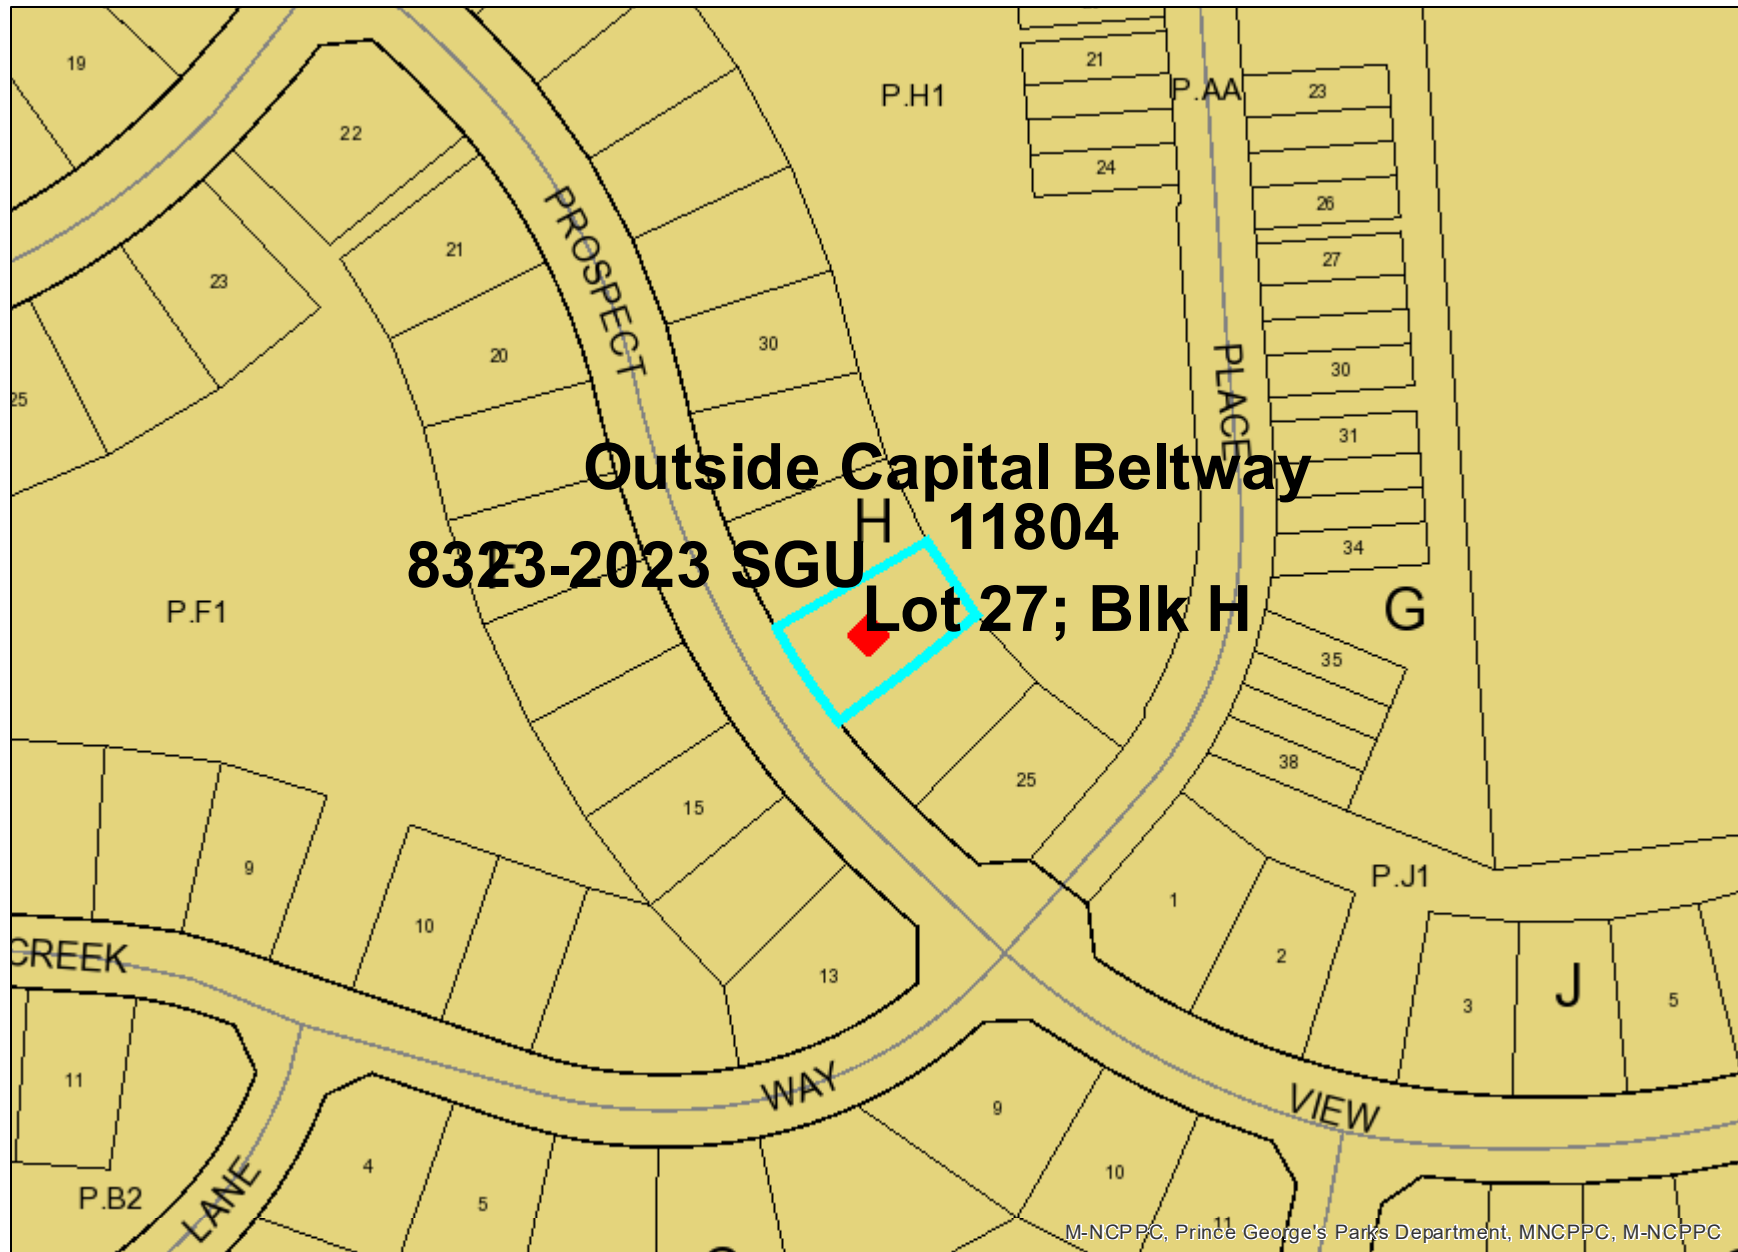 19
22
P.H1
21
P.AA
23
24
26
21
23
PROSPECT
27
20
30
PLACE
30
25
31
Outside Capital Beltway
H
11804
34
8323-2023 SGU
F
Lot 27; Blk H
G
P.F1
35
38
25
15
9
P.J1
1
10
2
13
3
J
5
CREEK
WAY
VIEW
11
9
4
10
5
P.B2
LANE
11
M-NCPPC, Prince George's Parks Department, MNCPPC, M-NCPPC